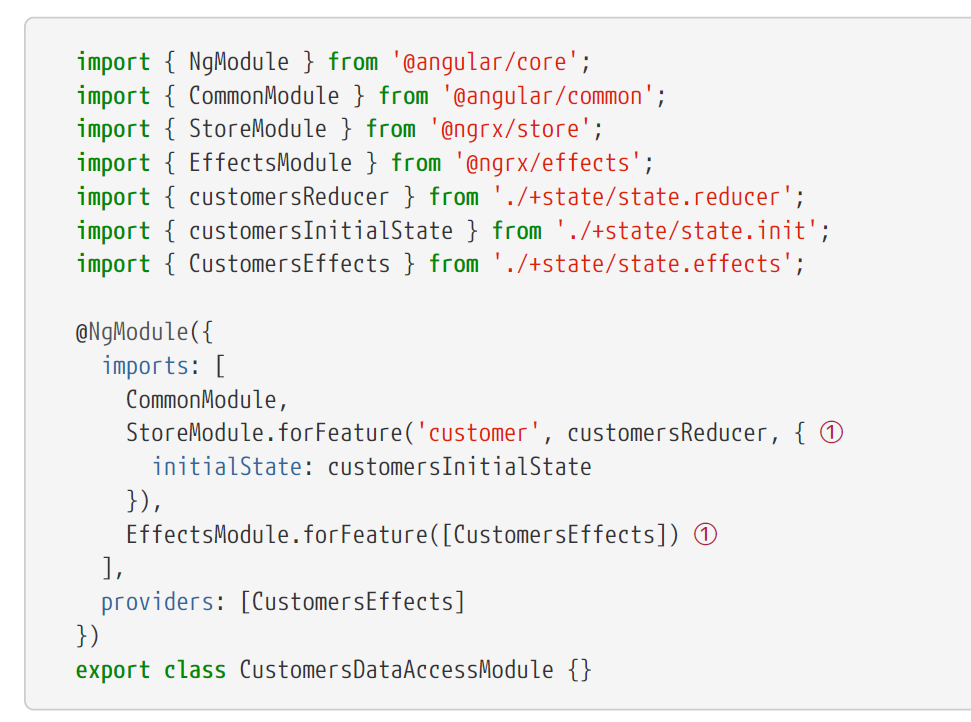 import { NgModule } from '@angular/core';
import { CommonModule } from '@angular/common';
import { StoreModule } from '@ngrx/store';
import { EffectsModule } from '@ngrx/effects';
import { customersReducer } from './+state/state.reducer';
import { customersInitialState } from './+state/state.init';
import { CustomersEffects } from './+state/state.effects';

@NgModule({
  imports: [
    CommonModule,
    StoreModule.forFeature('customer', customersReducer, { ①
      initialState: customersInitialState
    }),
    EffectsModule.forFeature([CustomersEffects]) ①
  ],
  providers: [CustomersEffects]
})
export class CustomersDataAccessModule {}